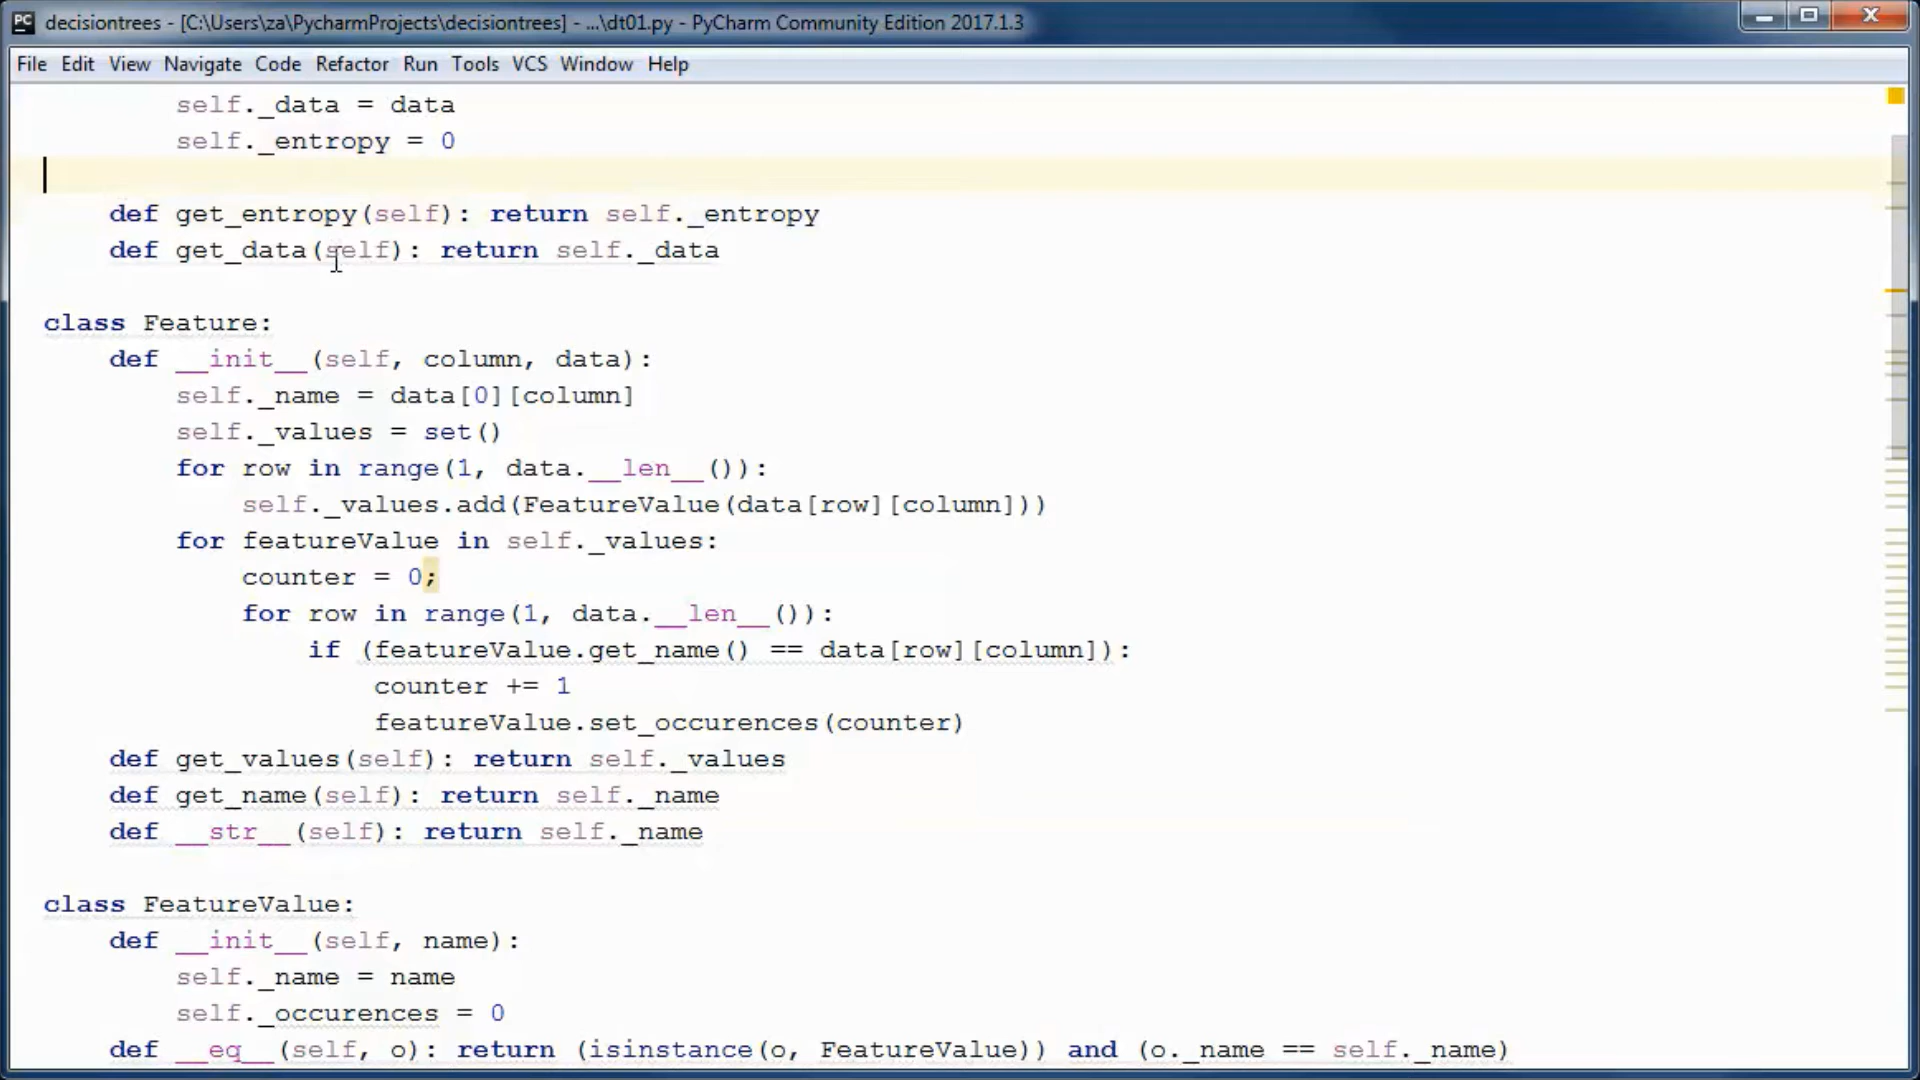 PC decisiontrees - [C:\Users\za\PycharmProjects\decisiontrees] - ...\dt01.py - PyCharm Community Edition 2017.1.3
File Edit View Navigate Code Refactor Run Tools VCS Window Help
self._data = data
self._entropy = 0
def get_entropy(self): return self._entropy
def get_data(self): return self._data
class Feature:
def __init__(self, column, data):
self._name = data[0][column]
self._values = set()
for row in range(1, data.__len__()):
self._values.add(FeatureValue(data[row][column]))
for featureValue in self._values:
counter = 0;
for row in range(1, data.__len__()):
if (featureValue.get_name() == data[row][column]):
counter += 1
featureValue.set_occurences(counter)
def get_values(self): return self._values
def get_name(self): return self._name
def __str__(self): return self._name
class FeatureValue:
def __init__(self, name):
self._name = name
self._occurences = 0
def __eq__(self, o): return (isinstance(o, FeatureValue)) and (o._name == self._name)